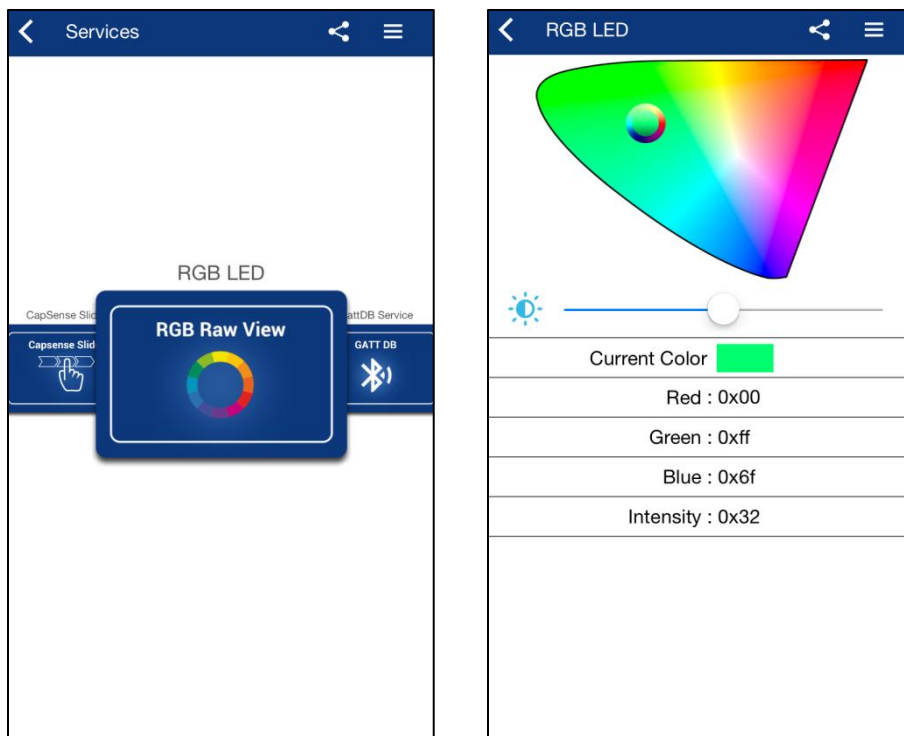 Services
RGB LED
CapSense Slid
RGB Raw View
attDB Service
Capsense Slid
GATT DB
RGB LED
Current Color
Red : 0x00
Green : 0xff
Blue : 0x6f
Intensity : 0x32